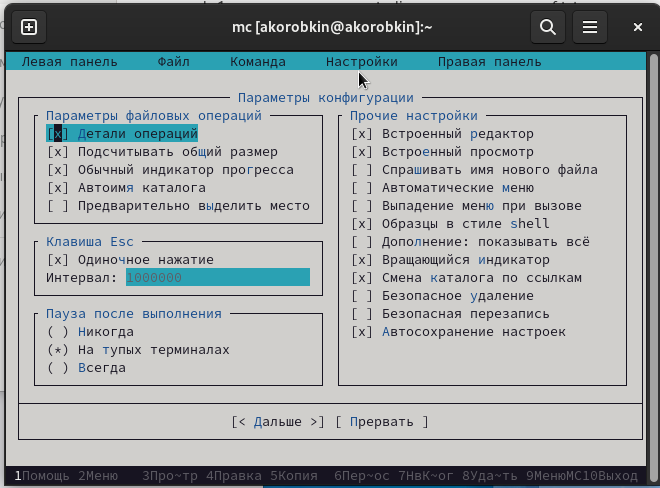 mc [akorobkin@akorobkin]:~
Левая панель Файл Команда Настройки Правая панель
Параметры конфигурации
Параметры файловых операций
[x] Детали операций
[x] Подсчитывать общий размер
[x] Обычный индикатор прогресса
[x] Автоимя каталога
[ ] Предварительно выделить место
Клавиша Esc
[x] Одиночное нажатие
Интервал: 1000000
Пауза после выполнения
( ) Никогда
(*) На тупых терминалах
( ) Всегда
Прочие настройки
[x] Встроенный редактор
[x] Встроенный просмотр
[ ] Спрашивать имя нового файла
[ ] Автоматические меню
[ ] Выпадение меню при вызове
[x] Образцы в стиле shell
[ ] Дополнение: показывать всё
[x] Вращающийся индикатор
[x] Смена каталога по ссылкам
[ ] Безопасное удаление
[ ] Безопасная перезапись
[x] Автосохранение настроек
[< Дальше >] [ Прервать ]
1Помощь 2Меню 3Про~тр 4Правка 5Копия 6Пер~ос 7НвК~ог 8Уда~ть 9МенюMC10Выход